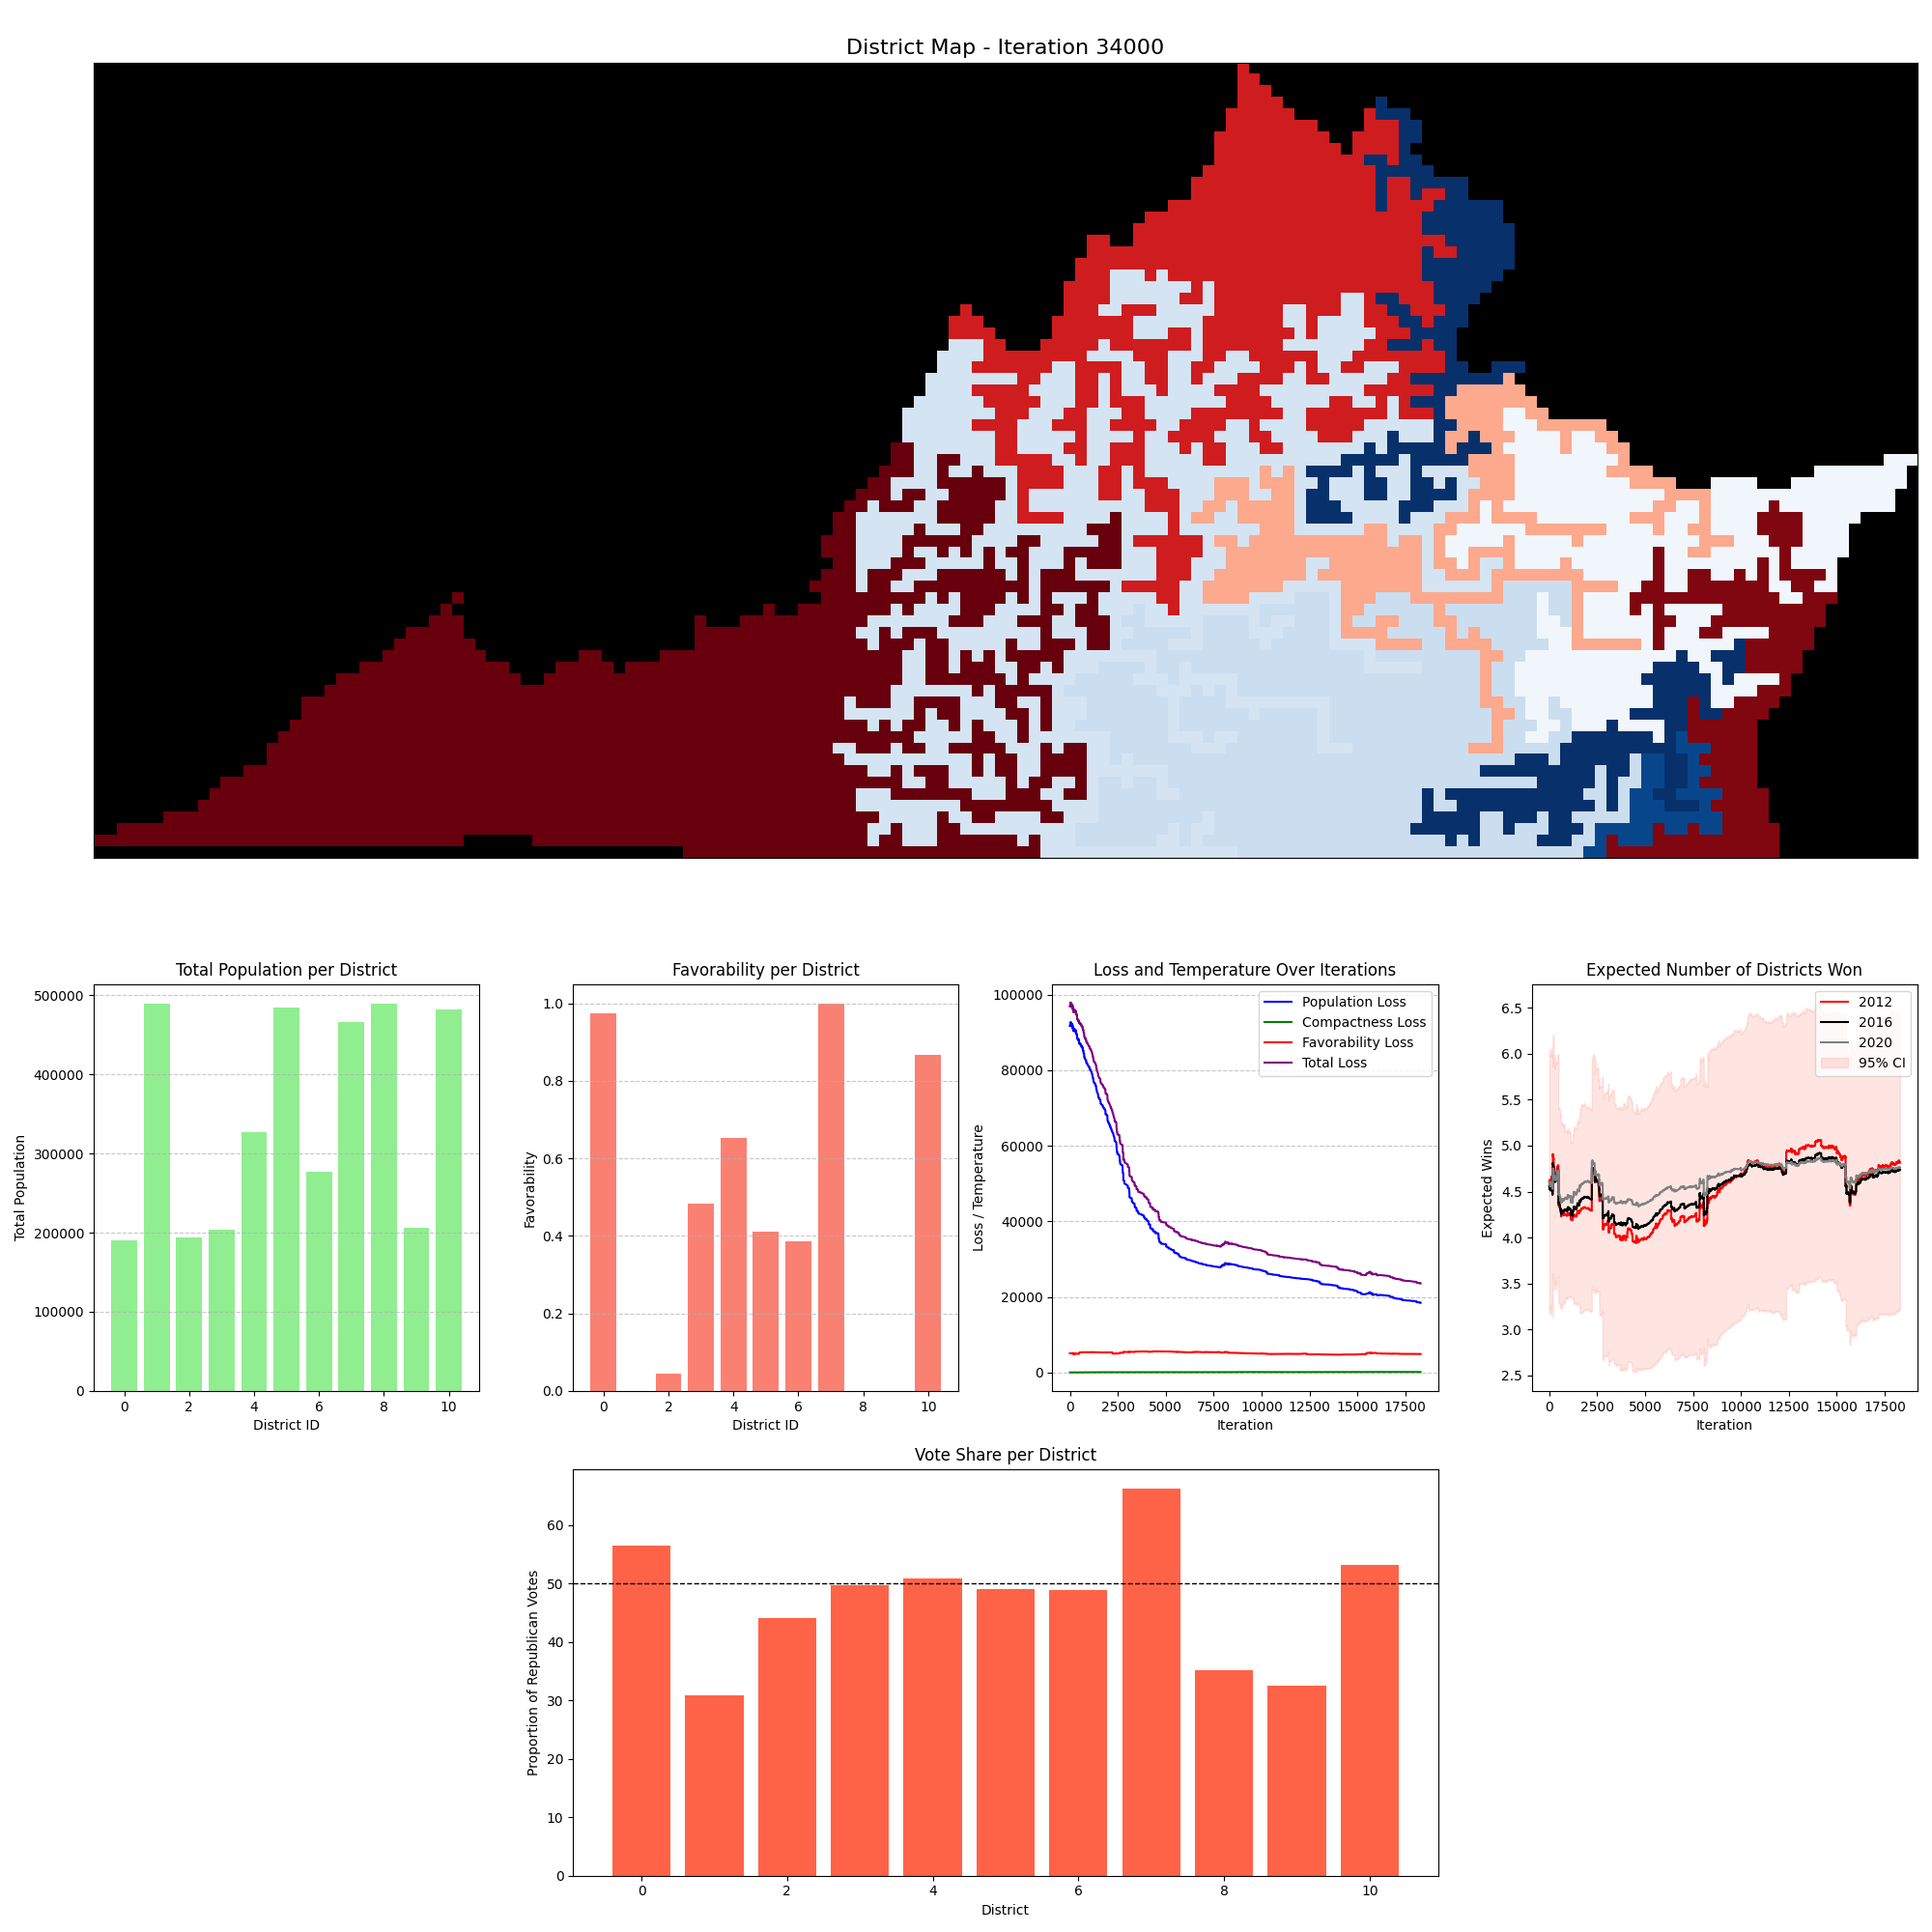 District Map - Iteration 34000
Total Population per District
Total Population
500000
400000
300000
200000
100000
0
0 2 4 6 8 10
District ID
Favorability per District
Favorability
1.0
0.8
0.6
0.4
0.2
0.0
0 2 4 6 8 10
District ID
Loss and Temperature Over Iterations
Loss / Temperature
100000
80000
60000
40000
20000
0
Population Loss
Compactness Loss
Favorability Loss
Total Loss
0 2500 5000 7500 10000 12500 15000 17500
Iteration
Expected Number of Districts Won
Expected Wins
6.5
6.0
5.5
5.0
4.5
4.0
3.5
3.0
2.5
2012
2016
2020
95% CI
0 2500 5000 7500 10000 12500 15000 17500
Iteration
Vote Share per District
Proportion of Republican Votes
60
50
40
30
20
10
0
0 2 4 6 8 10
District